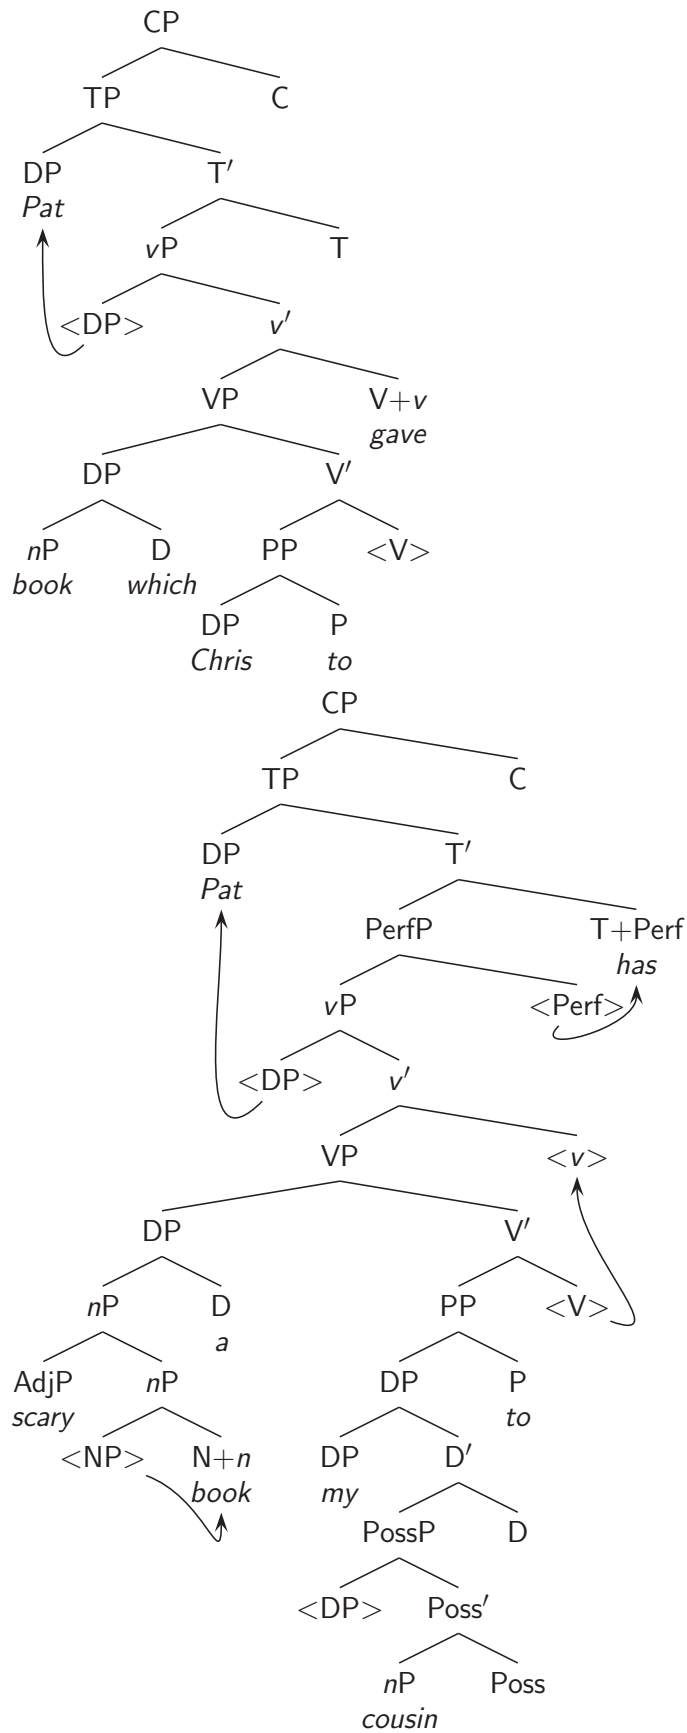 CP
TP C
DP T′
Pat
vP T
<DP> v′
VP V+v
gave
DP V′
nP D PP <V>
book which
DP P
Chris to
CP
TP C
DP T′
Pat
PerfP T+Perf
has
vP <Perf>
<DP> v′
VP <v>
DP V′
nP D PP <V>
a
AdjP nP DP P
scary to
<NP> N+n DP D′
book my
PossP D
<DP> Poss′
nP Poss
cousin